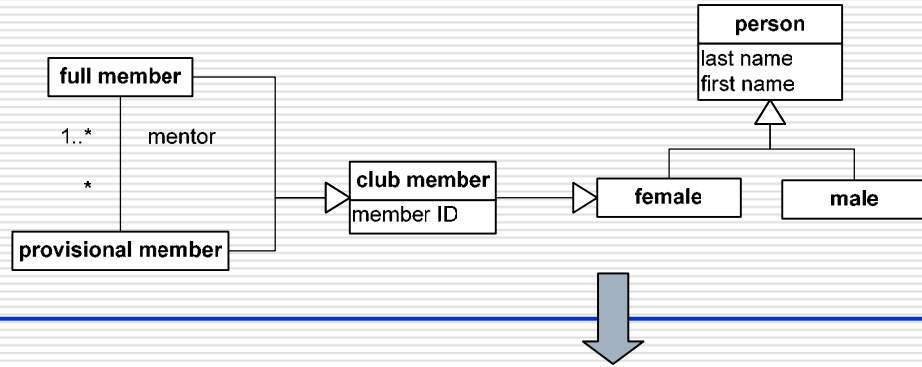 person
last name
first name
full member
1..*
mentor
*
club member
member ID
female
male
provisional member